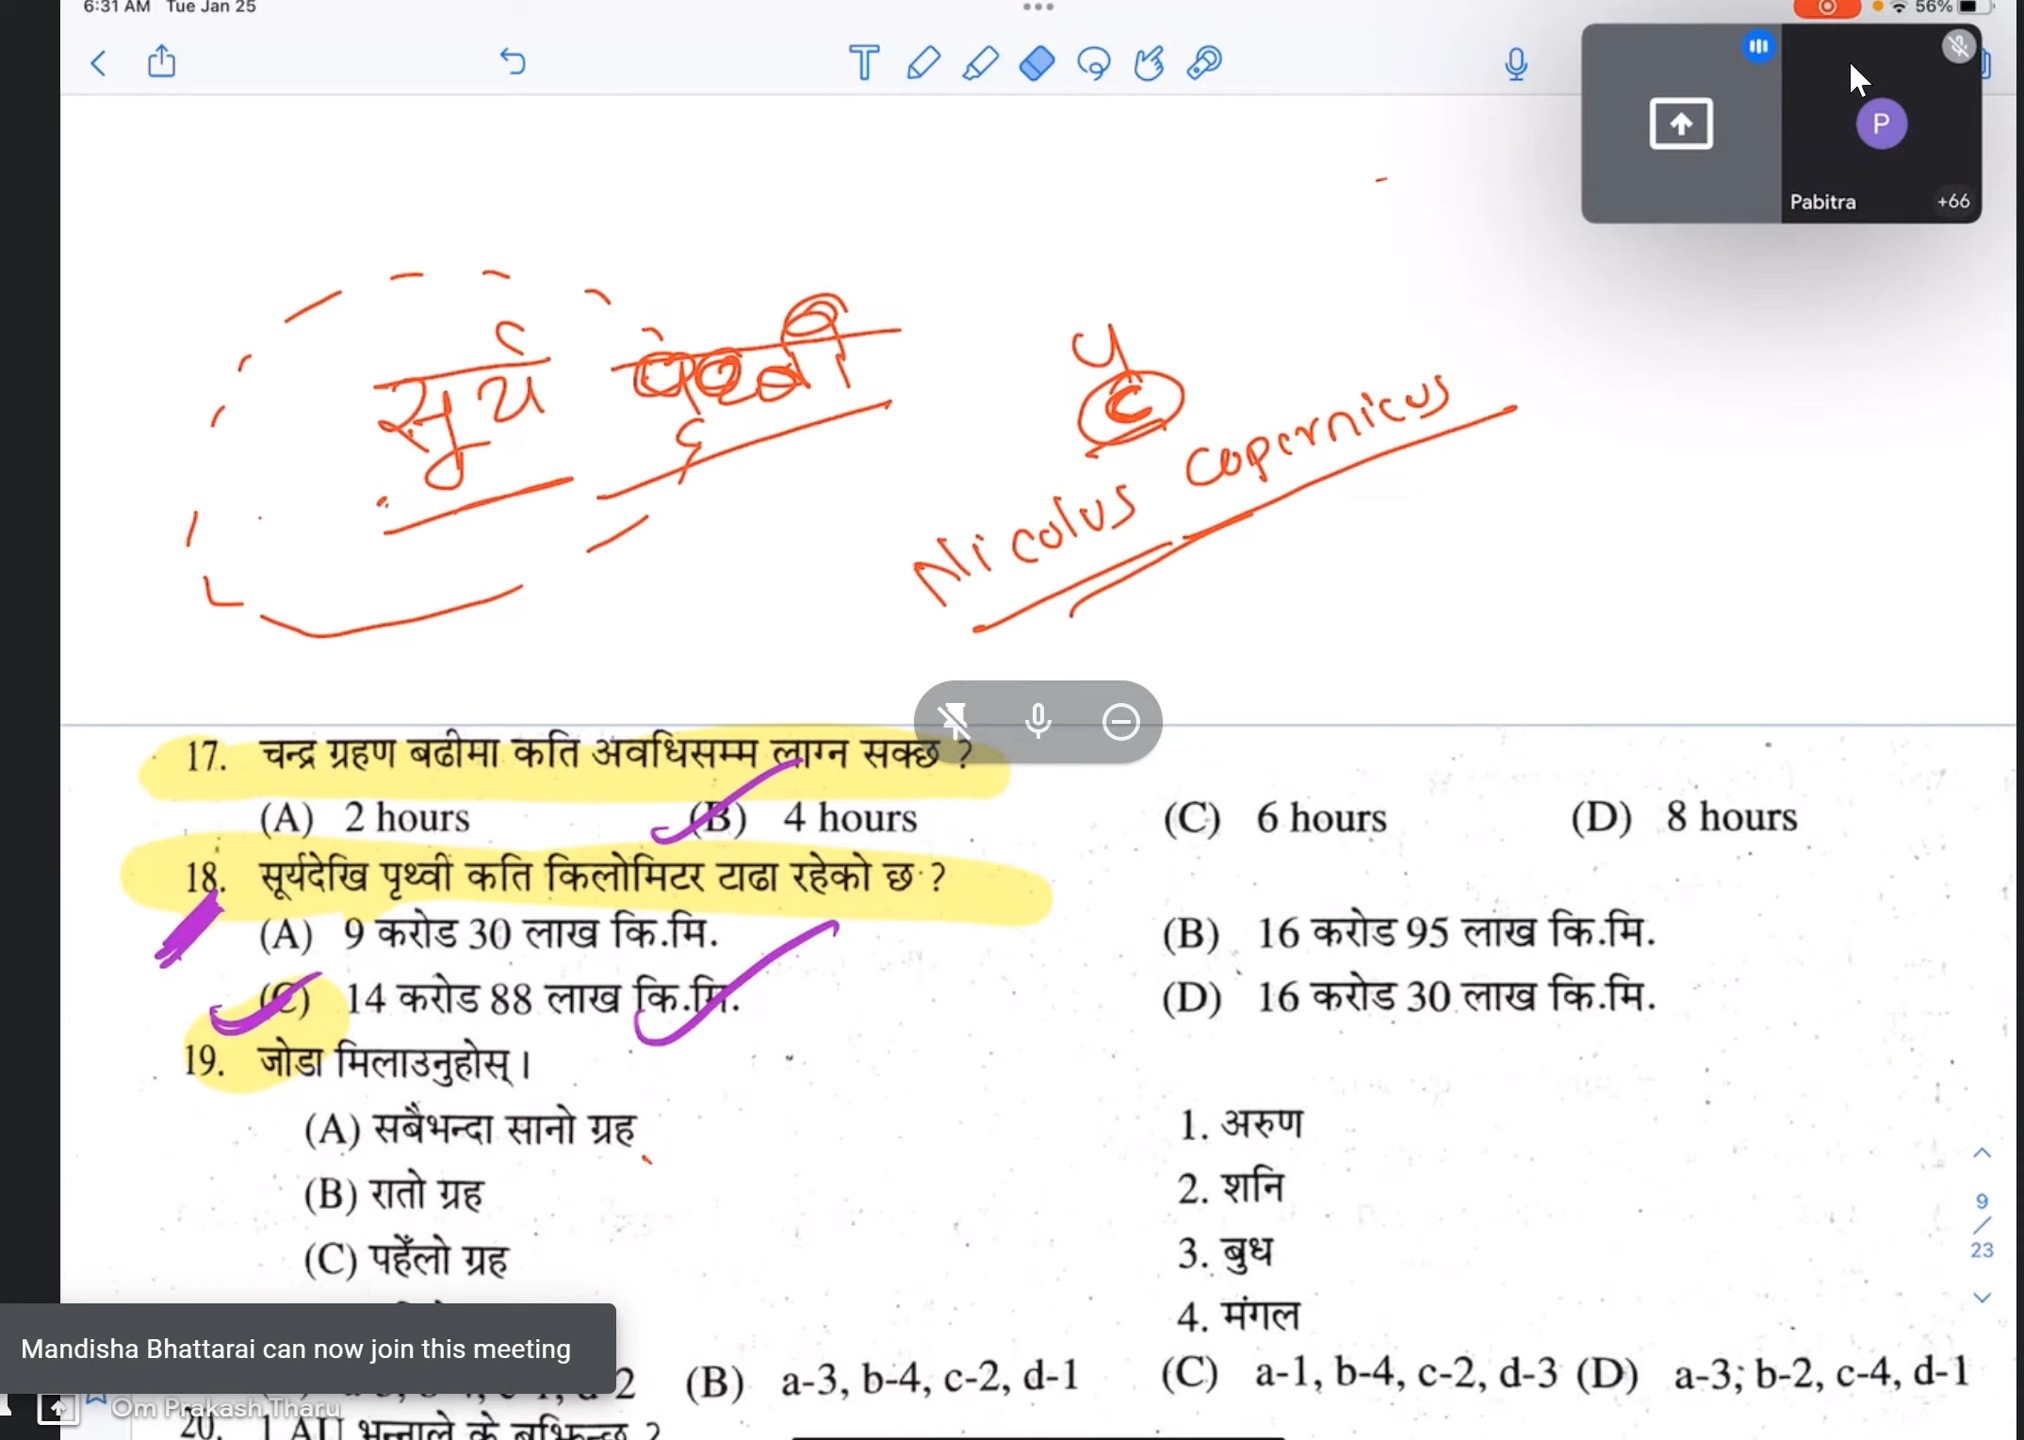 6:31 AM Tue Jan 25
56%
P
Pabitra +66
सूर्य
c
Nicolus Copernicus
17. चन्द्र ग्रहण बढीमा कति अवधिसम्म लाग्न सक्छ ?
(A) 2 hours (B) 4 hours (C) 6 hours (D) 8 hours
18. सूर्यदेखि पृथ्वी कति किलोमिटर टाढा रहेको छ ?
(A) 9 करोड 30 लाख कि.मि. (B) 16 करोड 95 लाख कि.मि.
(C) 14 करोड 88 लाख कि.मि. (D) 16 करोड 30 लाख कि.मि.
19. जोडा मिलाउनुहोस् ।
(A) सबैभन्दा सानो ग्रह 1. अरुण
(B) रातो ग्रह 2. शनि
(C) पहेँलो ग्रह 3. बुध
4. मंगल
9
/
23
Mandisha Bhattarai can now join this meeting
2 (B) a-3, b-4, c-2, d-1 (C) a-1, b-4, c-2, d-3 (D) a-3; b-2, c-4, d-1
Om Prakash Tharu
20.